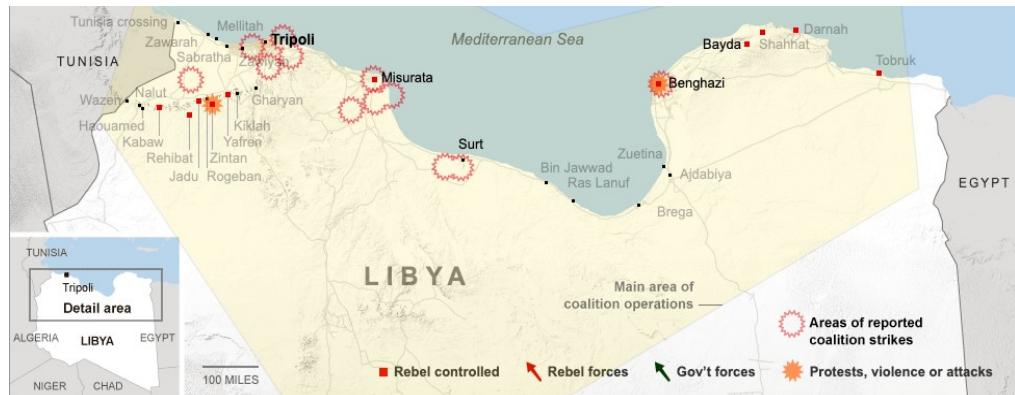 Tunisia crossing
Mellitah
Zawarah
Tripoli
Sabratha
Zawiyah
TUNISIA
Mediterranean Sea
Bayda
Darnah
Shahhat
Tobruk
Misurata
Benghazi
Wazen
Nalut
Gharyan
Haouamed
Kabaw
Kiklah
Yafren
Rehibat
Zintan
Jadu
Rogeban
Surt
Bin Jawwad
Ras Lanuf
Zuetina
Ajdabiya
Brega
EGYPT
LIBYA
Main area of
coalition operations
TUNISIA
Tripoli
Detail area
ALGERIA
LIBYA
EGYPT
NIGER
CHAD
100 MILES
Areas of reported
coalition strikes
Rebel controlled
Rebel forces
Gov't forces
Protests, violence or attacks